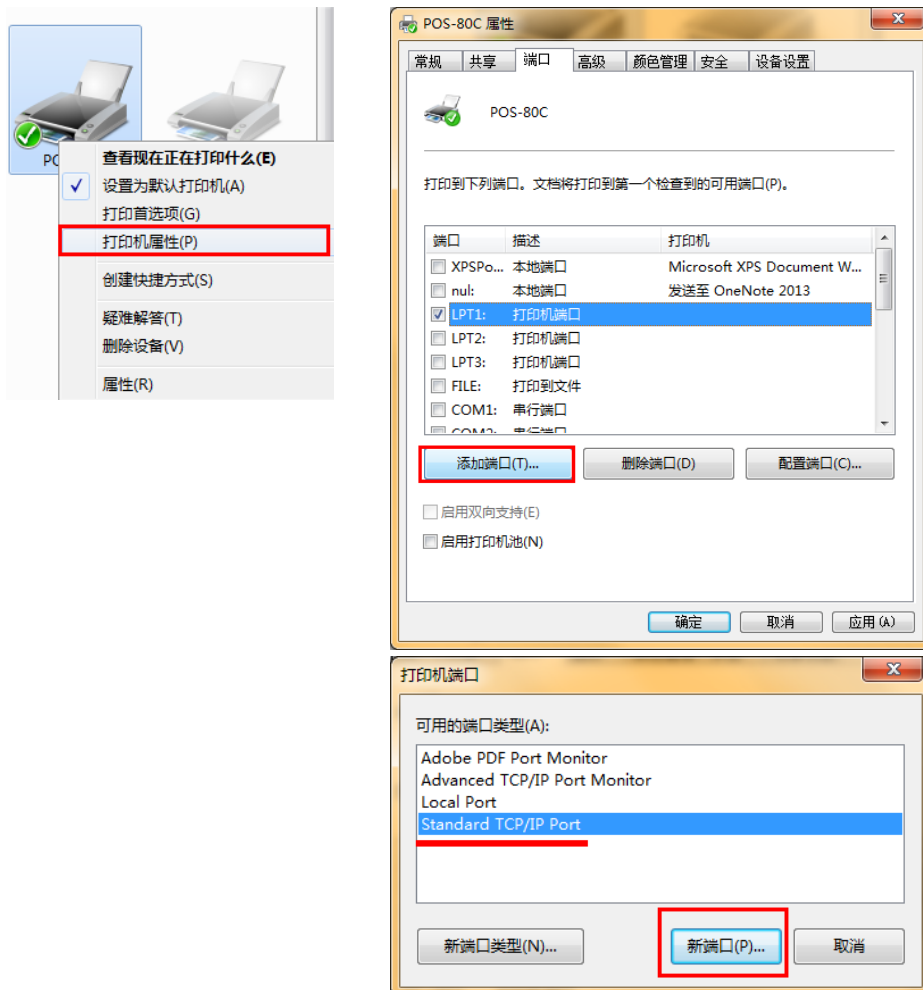 PO
查看现在正在打印什么(E)
设置为默认打印机(A)
打印首选项(G)
打印机属性(P)
创建快捷方式(S)
疑难解答(T)
删除设备(V)
属性(R)
POS-80C 属性
常规 共享 端口 高级 颜色管理 安全 设备设置
POS-80C
打印到下列端口。文档将打印到第一个检查到的可用端口(P)。
端口 描述 打印机
XPSPo... 本地端口 Microsoft XPS Document W...
nul: 本地端口 发送至 OneNote 2013
LPT1: 打印机端口
LPT2: 打印机端口
LPT3: 打印机端口
FILE: 打印到文件
COM1: 串行端口
COM2: 串行端口
添加端口(T)... 删除端口(D) 配置端口(C)...
启用双向支持(E)
启用打印机池(N)
确定 取消 应用(A)
打印机端口
可用的端口类型(A):
Adobe PDF Port Monitor
Advanced TCP/IP Port Monitor
Local Port
Standard TCP/IP Port
新端口类型(N)... 新端口(P)... 取消